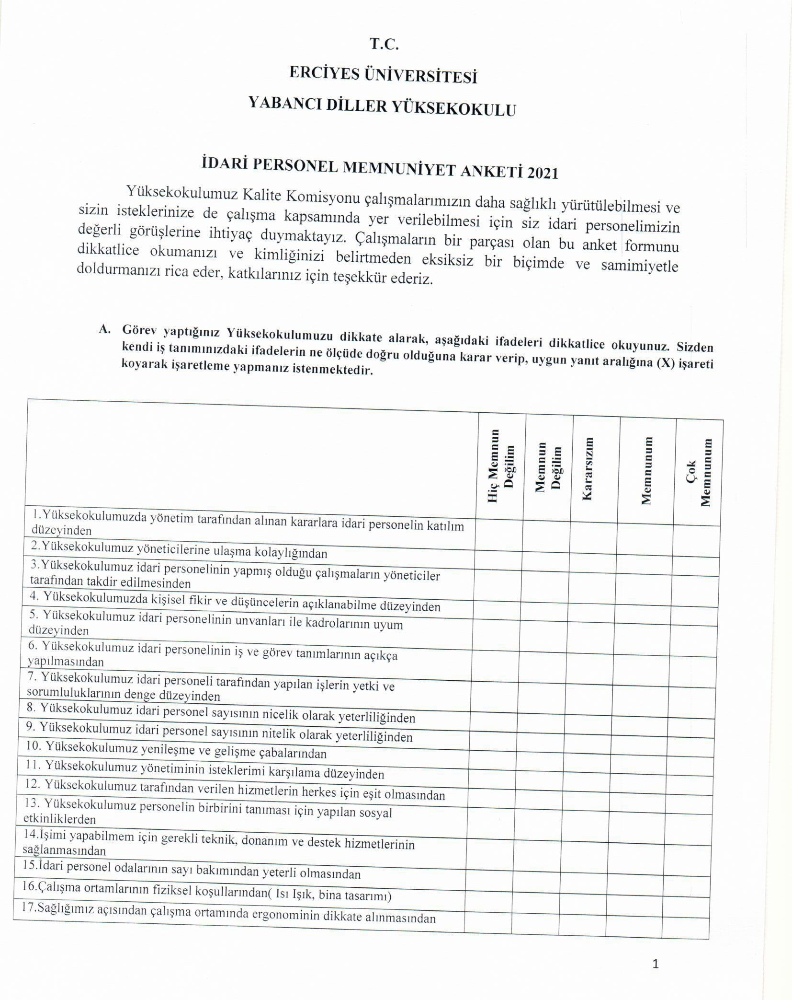 T.C.
ERCİYES ÜNİVERSİTESİ
YABANCI DİLLER YÜKSEKOKULU
İDARİ PERSONEL MEMNUNİYET ANKETİ 2021
Yüksekokulumuz Kalite Komisyonu çalışmalarımızın daha sağlıklı yürütülebilmesi ve
sizin isteklerinize de çalışma kapsamında yer verilebilmesi için siz idari personelimizin
değerli görüşlerine ihtiyaç duymaktayız. Çalışmaların bir parçası olan bu anket formunu
dikkatlice okumanızı ve kimliğinizi belirtmeden eksiksiz bir biçimde ve samimiyetle
doldurmanızı rica eder, katkılarınız için teşekkür ederiz.
A. Görev yaptığınız Yüksekokulumuzu dikkate alarak, aşağıdaki ifadeleri dikkatlice okuyunuz. Sizden
kendi iş tanımınızdaki ifadelerin ne ölçüde doğru olduğuna karar verip, uygun yanıt aralığına (X) işareti
koyarak işaretleme yapmanız istenmektedir.
Hiç Memnun
Değilim
Memnun
Değilim
Kararsızım
Memnunum
Çok
Memnunum
1.Yüksekokulumuzda yönetim tarafından alınan kararlara idari personelin katılım
düzeyinden
2.Yüksekokulumuz yöneticilerine ulaşma kolaylığından
3.Yüksekokulumuz idari personelinin yapmış olduğu çalışmaların yöneticiler
tarafından takdir edilmesinden
4. Yüksekokulumuzda kişisel fikir ve düşüncelerin açıklanabilme düzeyinden
5. Yüksekokulumuz idari personelinin unvanları ile kadrolarının uyum
düzeyinden
6. Yüksekokulumuz idari personelinin iş ve görev tanımlarının açıkça
yapılmasından
7. Yüksekokulumuz idari personeli tarafından yapılan işlerin yetki ve
sorumluluklarının denge düzeyinden
8. Yüksekokulumuz idari personel sayısının nicelik olarak yeterliliğinden
9. Yüksekokulumuz idari personel sayısının nitelik olarak yeterliliğinden
10. Yüksekokulumuz yenileşme ve gelişme çabalarından
11. Yüksekokulumuz yönetiminin isteklerimi karşılama düzeyinden
12. Yüksekokulumuz tarafından verilen hizmetlerin herkes için eşit olmasından
13. Yüksekokulumuz personelin birbirini tanıması için yapılan sosyal
etkinliklerden
14.İşimi yapabilmem için gerekli teknik, donanım ve destek hizmetlerinin
sağlanmasından
15.İdari personel odalarının sayı bakımından yeterli olmasından
16.Çalışma ortamlarının fiziksel koşullarından( Isı Işık, bina tasarımı)
17.Sağlığımız açısından çalışma ortamında ergonominin dikkate alınmasından
1